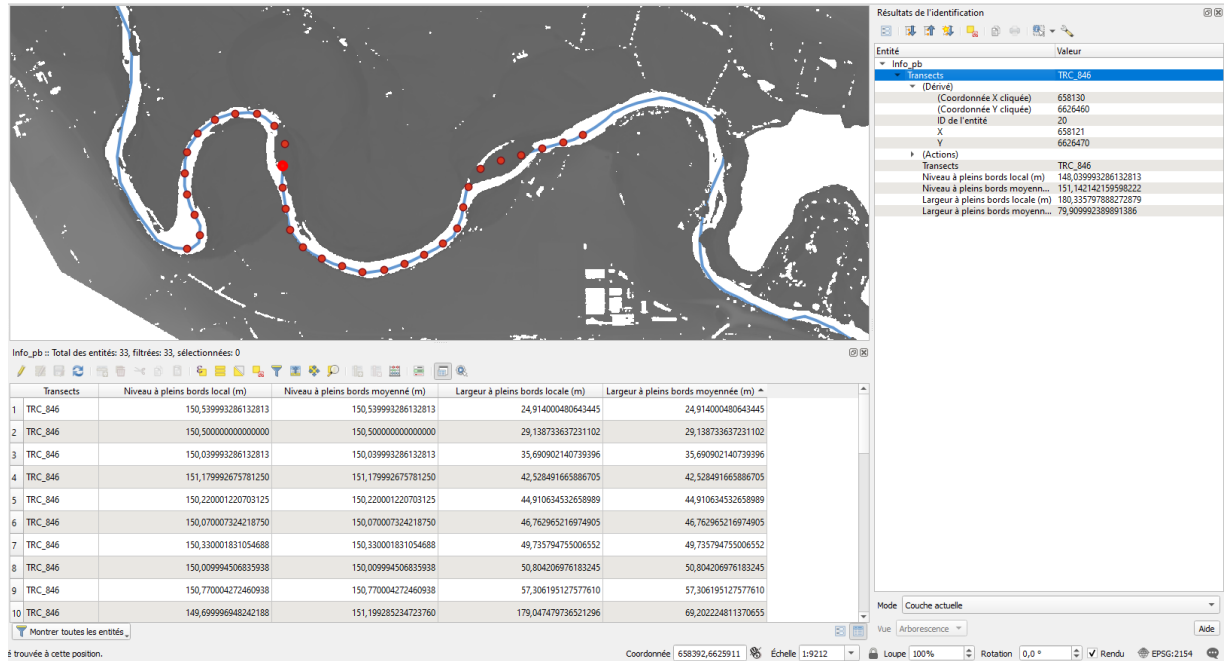 Résultats de l'identification
Entité Valeur
Info_pb
Transects TRC_846
(Dérivé)
(Coordonnée X cliquée) 658130
(Coordonnée Y cliquée) 6626460
ID de l'entité 20
X 658121
Y 6626470
(Actions)
Transects TRC_846
Niveau à pleins bords local (m) 148,039993286132813
Niveau à pleins bords moyenn... 151,142142159598222
Largeur à pleins bords locale (m) 180,335797888272879
Largeur à pleins bords moyenn... 79,909992389891386
Info_pb :: Total des entités: 33, filtrées: 33, sélectionnées: 0
Transects Niveau à pleins bords local (m) Niveau à pleins bords moyenné (m) Largeur à pleins bords locale (m) Largeur à pleins bords moyennée (m)
1 TRC_846 150,539993286132813 150,539993286132813 24,914000480643445 24,914000480643445
2 TRC_846 150,500000000000000 150,500000000000000 29,138733637231102 29,138733637231102
3 TRC_846 150,039993286132813 150,039993286132813 35,690902140739396 35,690902140739396
4 TRC_846 151,179992675781250 151,179992675781250 42,528491665886705 42,528491665886705
5 TRC_846 150,220001220703125 150,220001220703125 44,910634532658989 44,910634532658989
6 TRC_846 150,070007324218750 150,070007324218750 46,762965216974905 46,762965216974905
7 TRC_846 150,330001831054688 150,330001831054688 49,735794755006552 49,735794755006552
8 TRC_846 150,009994506835938 150,009994506835938 50,804206976183245 50,804206976183245
9 TRC_846 150,770004272460938 150,770004272460938 57,306195127577610 57,306195127577610
10 TRC_846 149,699996948242188 151,199285234723760 179,047479736521296 69,202224811370655
Montrer toutes les entités
Mode Couche actuelle
Vue Arborescence Aide
é trouvée à cette position. Coordonnée 658392,6625911 Échelle 1:9212 Loupe 100% Rotation 0,0 ° Rendu EPSG:2154